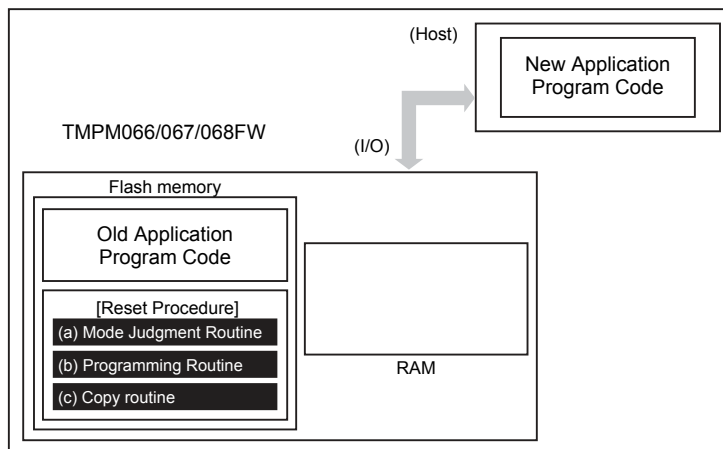 (Host)
New Application
Program Code
TMPM066/067/068FW
(I/O)
Flash memory
Old Application
Program Code
[Reset Procedure]
(a) Mode Judgment Routine
(b) Programming Routine
(c) Copy routine
RAM